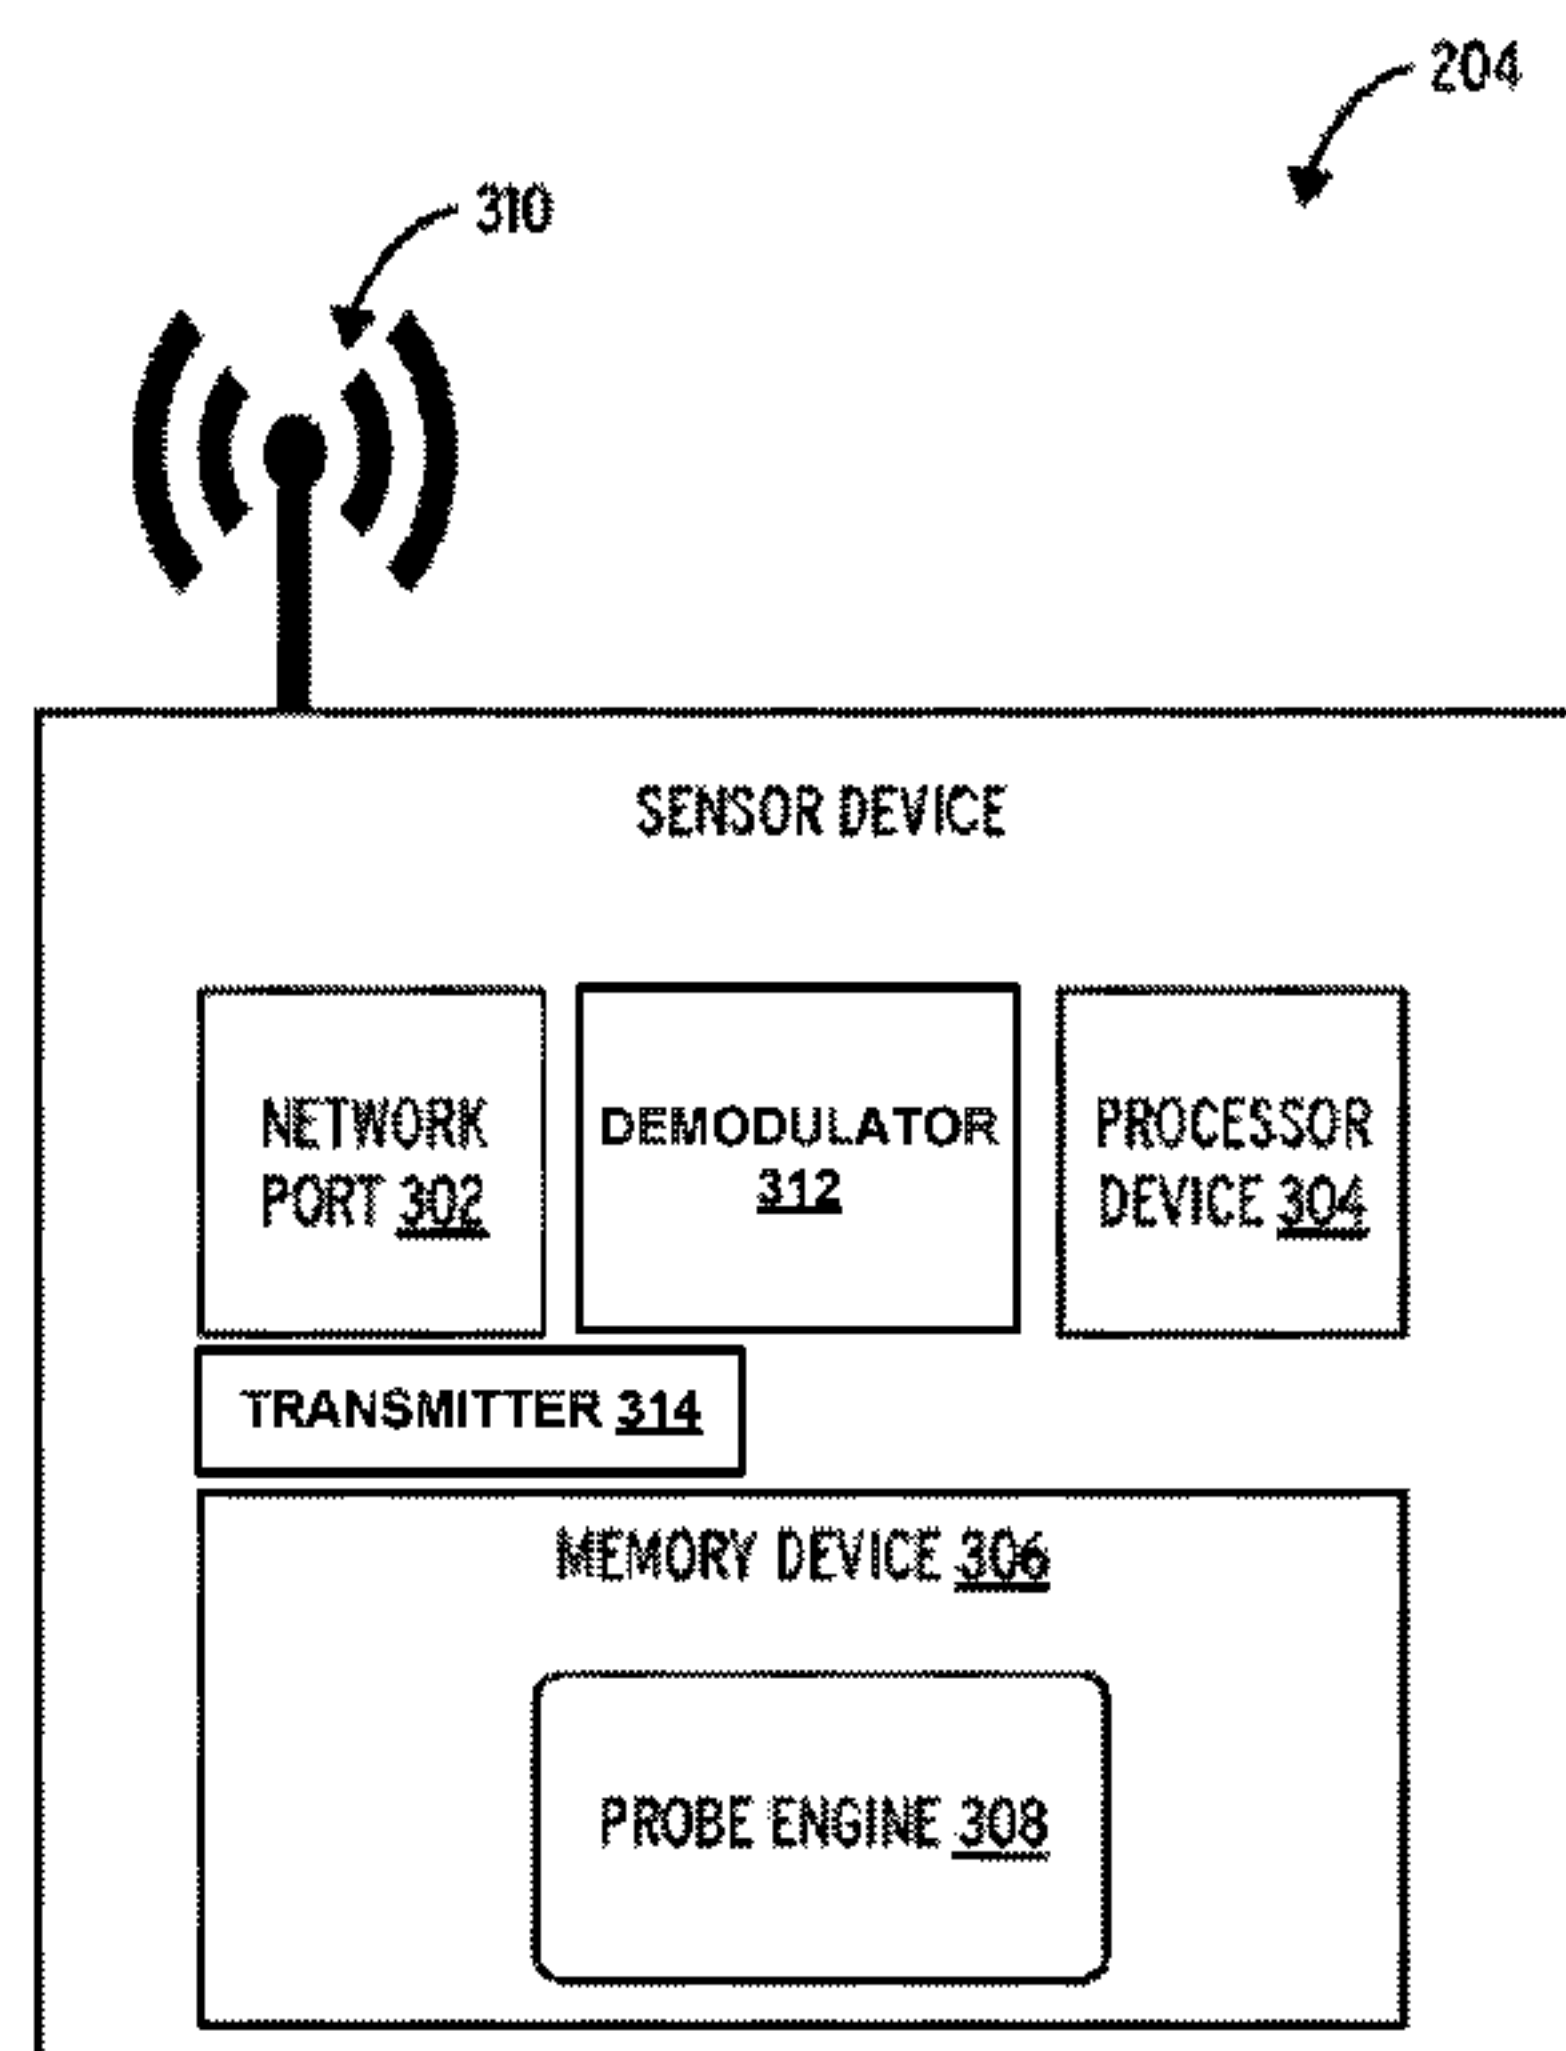 204
310
SENSOR DEVICE
NETWORK
PORT 302
DEMODULATOR
312
PROCESSOR
DEVICE 304
TRANSMITTER 314
MEMORY DEVICE 306
PROBE ENGINE 308